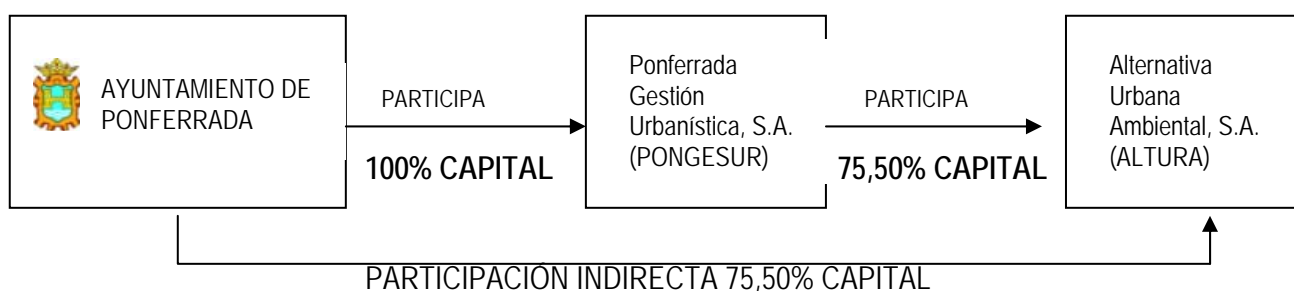 AYUNTAMIENTO DE
PONFERRADA
PARTICIPA
100% CAPITAL
Ponferrada
Gestión
Urbanística, S.A.
(PONGESUR)
PARTICIPA
75,50% CAPITAL
Alternativa
Urbana
Ambiental, S.A.
(ALTURA)
PARTICIPACIÓN INDIRECTA 75,50% CAPITAL